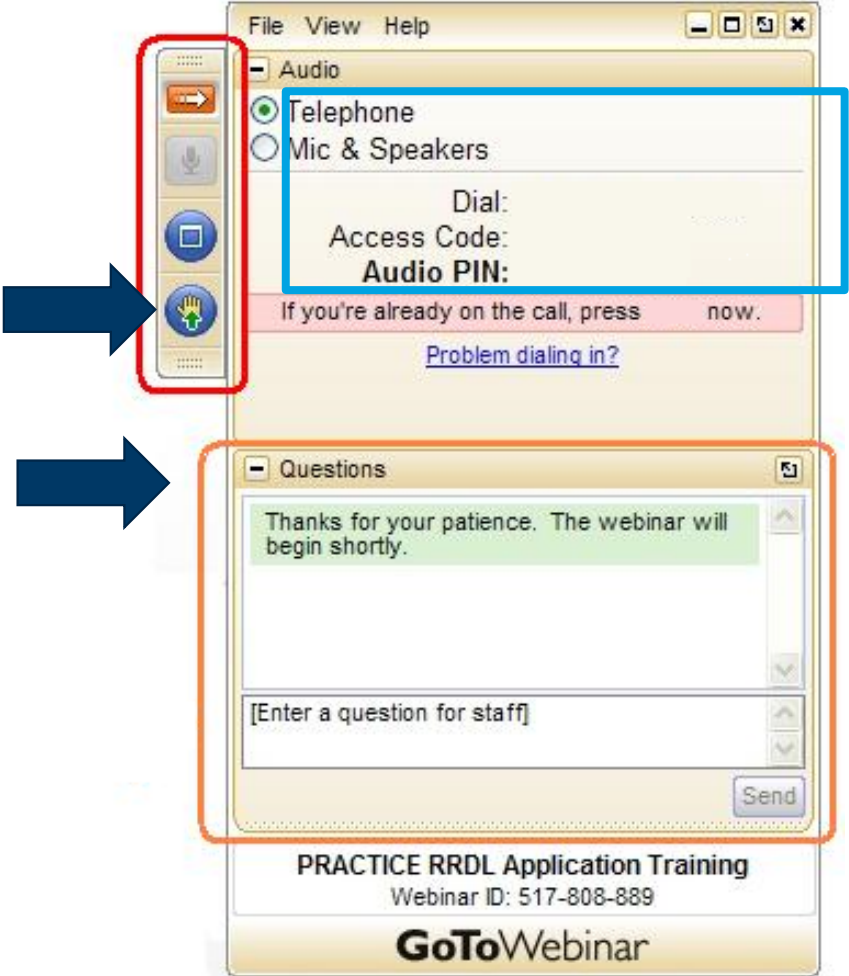 File View Help
Audio
Telephone
Mic & Speakers
Dial:
Access Code:
Audio PIN:
If you're already on the call, press now.
Problem dialing in?
Questions
Thanks for your patience. The webinar will
begin shortly.
[Enter a question for staff]
Send
PRACTICE RRDL Application Training
Webinar ID: 517-808-889
GoToWebinar